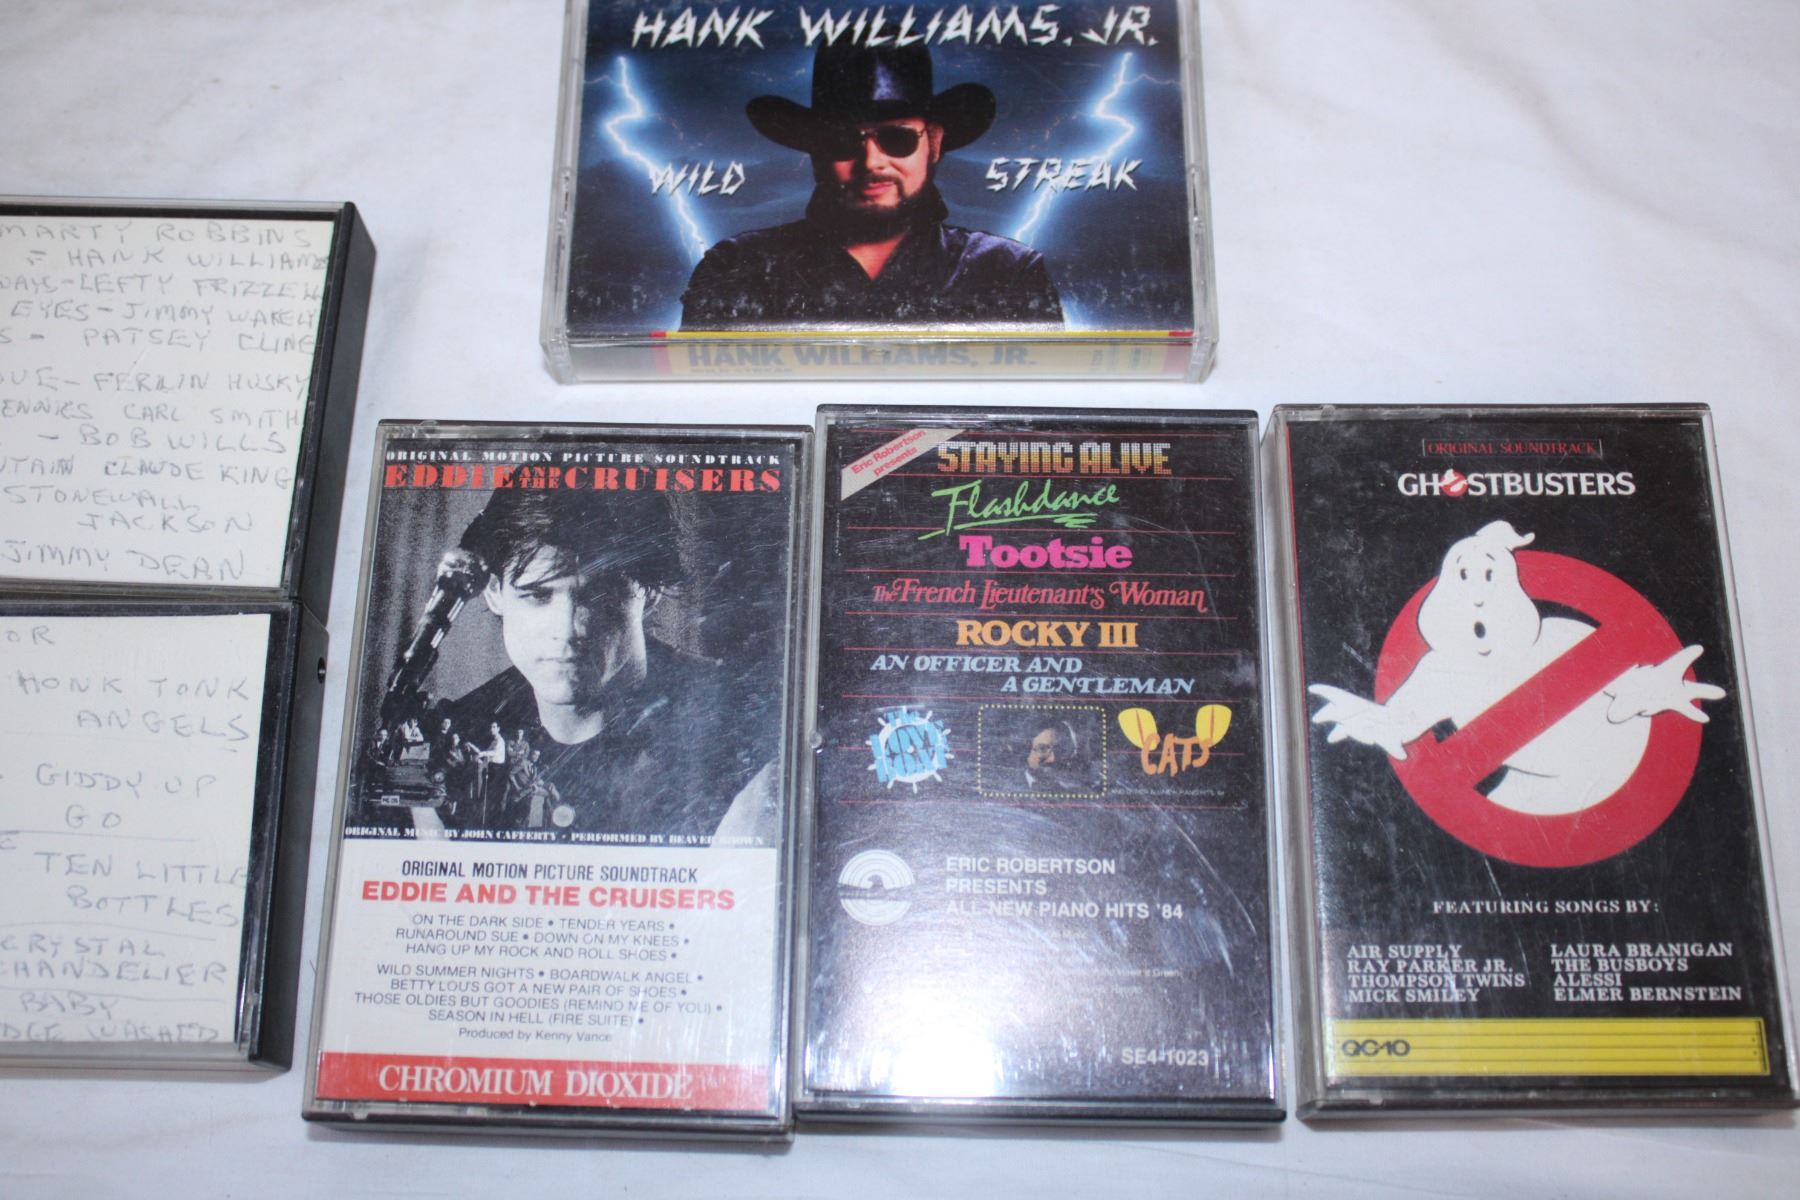 HANK WILLIAMS, JR.
WILD STREAK
HANK WILLIAMS, JR.
WILD STREAK
MARTY ROBBINS
HANK WILLIAMS
WAYS-LEFTY FRIZZELL
EYES-JIMMY WAKELY
S - PATSEY CLINE
FERLIN HUSKY
CARL SMITH
- BOB WILLS
CLAUDE KING
STONEWALL
JACKSON
JIMMY DEAN
OR
HONK TONK
ANGELS
GIDDY UP
GO
TEN LITTLE
BOTTLES
CRYSTAL
CHANDELIER
BABY
WASHED
ORIGINAL MOTION PICTURE SOUNDTRACK
EDDIE AND THE CRUISERS
ORIGINAL MUSIC BY JOHN CAFFERTY • PERFORMED BY BEAVER BROWN
ORIGINAL MOTION PICTURE SOUNDTRACK
EDDIE AND THE CRUISERS
ON THE DARK SIDE • TENDER YEARS •
RUNAROUND SUE • DOWN ON MY KNEES •
HANG UP MY ROCK AND ROLL SHOES •
WILD SUMMER NIGHTS • BOARDWALK ANGEL •
BETTY LOU'S GOT A NEW PAIR OF SHOES •
THOSE OLDIES BUT GOODIES (REMIND ME OF YOU) •
SEASON IN HELL (FIRE SUITE) •
Produced by Kenny Vance
CHROMIUM DIOXIDE
Eric Robertson
presents
STAYING ALIVE
Flashdance
Tootsie
The French Lieutenant's Woman
ROCKY III
AN OFFICER AND
A GENTLEMAN
The LOVE BOAT
CATS
ERIC ROBERTSON
PRESENTS
ALL NEW PIANO HITS '84
SE4-1023
ORIGINAL SOUNDTRACK
GHOSTBUSTERS
FEATURING SONGS BY:
AIR SUPPLY
RAY PARKER JR.
THOMPSON TWINS
MICK SMILEY
LAURA BRANIGAN
THE BUSBOYS
ALESSI
ELMER BERNSTEIN
QC-10